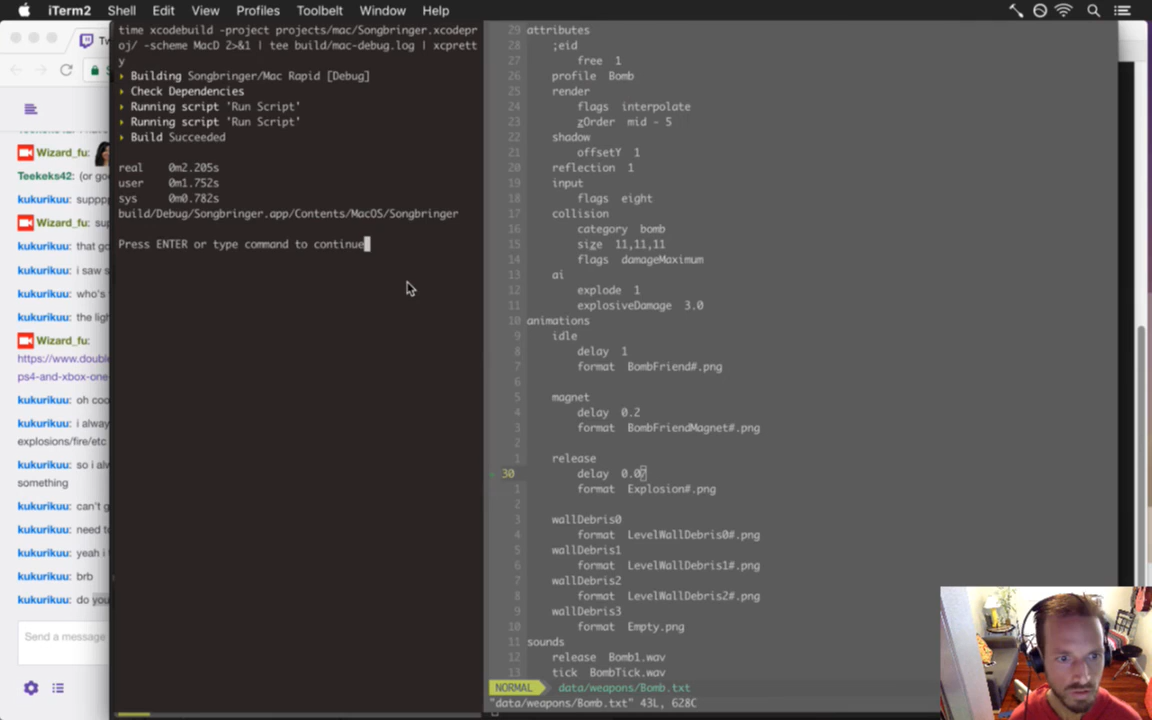 iTerm2 Shell Edit View Profiles Toolbelt Window Help
Tw
Wizard_fu:
Teekeks42: (or go
kukurikuu: suppp
Wizard_fu: sup
kukurikuu: that go
kukurikuu: i saw s
kukurikuu: who's
kukurikuu: the ligh
Wizard_fu:
https://www.double
ps4-and-xbox-one-
kukurikuu: oh coo
kukurikuu: i alway
explosions/fire/etc
kukurikuu: so i alw
something
kukurikuu: can't g
kukurikuu: need to
kukurikuu: yeah i t
kukurikuu: brb
kukurikuu: do you
Send a message
time xcodebuild -project projects/mac/Songbringer.xcodepr
oj/ -scheme MacD 2>&1 | tee build/mac-debug.log | xcprett
y
▸ Building Songbringer/Mac Rapid [Debug]
▸ Check Dependencies
▸ Running script 'Run Script'
▸ Running script 'Run Script'
▸ Build Succeeded
real 0m2.205s
user 0m1.752s
sys 0m0.782s
build/Debug/Songbringer.app/Contents/MacOS/Songbringer
Press ENTER or type command to continue
29 attributes
28 ;eid
27 free 1
26 profile Bomb
25 render
24 flags interpolate
23 zOrder mid - 5
22 shadow
21 offsetY 1
20 reflection 1
19 input
18 flags eight
17 collision
16 category bomb
15 size 11,11,11
14 flags damageMaximum
13 ai
12 explode 1
11 explosiveDamage 3.0
10 animations
9 idle
8 delay 1
7 format BombFriend#.png
6
5 magnet
4 delay 0.2
3 format BombFriendMagnet#.png
2
1 release
30 delay 0.07
1 format Explosion#.png
2
3 wallDebris0
4 format LevelWallDebris0#.png
5 wallDebris1
6 format LevelWallDebris1#.png
7 wallDebris2
8 format LevelWallDebris2#.png
9 wallDebris3
10 format Empty.png
11 sounds
12 release Bomb1.wav
13 tick BombTick.wav
NORMAL data/weapons/Bomb.txt
"data/weapons/Bomb.txt" 43L, 628C